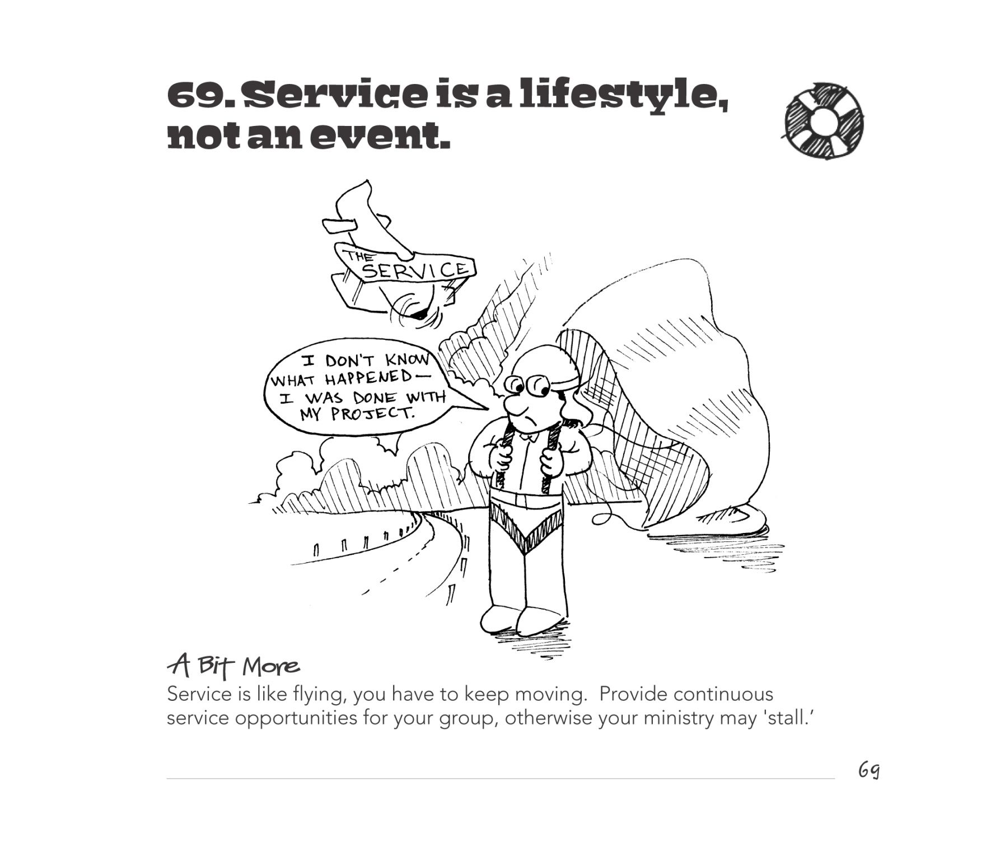 69. Service is a lifestyle,
not an event.
THE
SERVICE
I DON'T KNOW
WHAT HAPPENED—
I WAS DONE WITH
MY PROJECT.
A Bit More
Service is like flying, you have to keep moving.  Provide continuous
service opportunities for your group, otherwise your ministry may 'stall.’
69